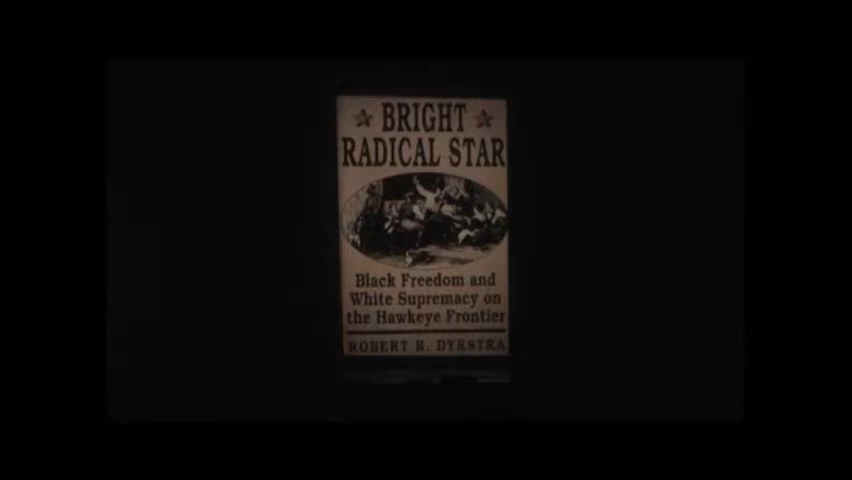 BRIGHT
RADICAL STAR
Black Freedom and
White Supremacy on
the Hawkeye Frontier
ROBERT R. DYKSTRA